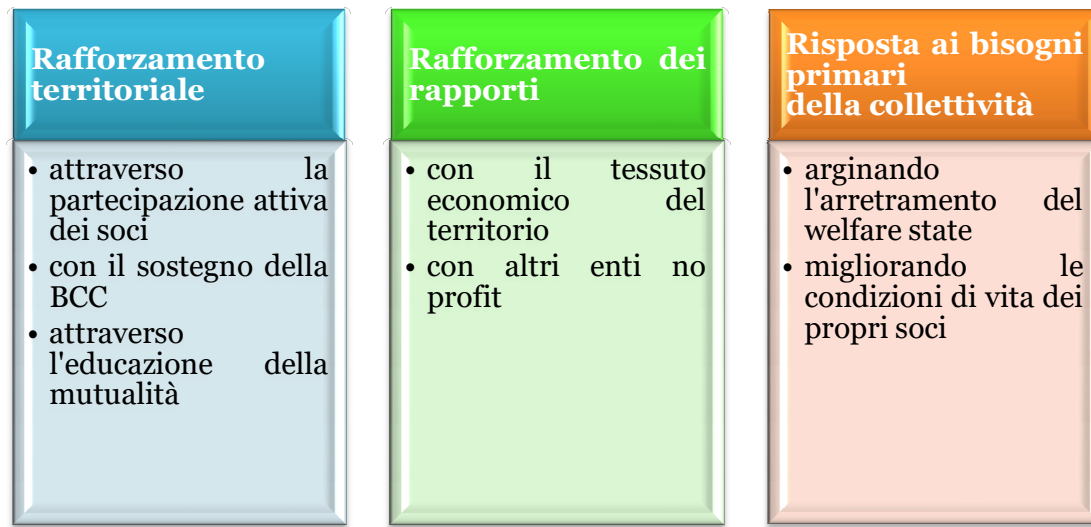 Rafforzamento
territoriale
• attraverso la
partecipazione attiva
dei soci
• con il sostegno della
BCC
• attraverso
l'educazione della
mutualità
Rafforzamento dei
rapporti
• con il tessuto
economico del
territorio
• con altri enti no
profit
Risposta ai bisogni
primari
della collettività
• arginando
l'arretramento del
welfare state
• migliorando le
condizioni di vita dei
propri soci